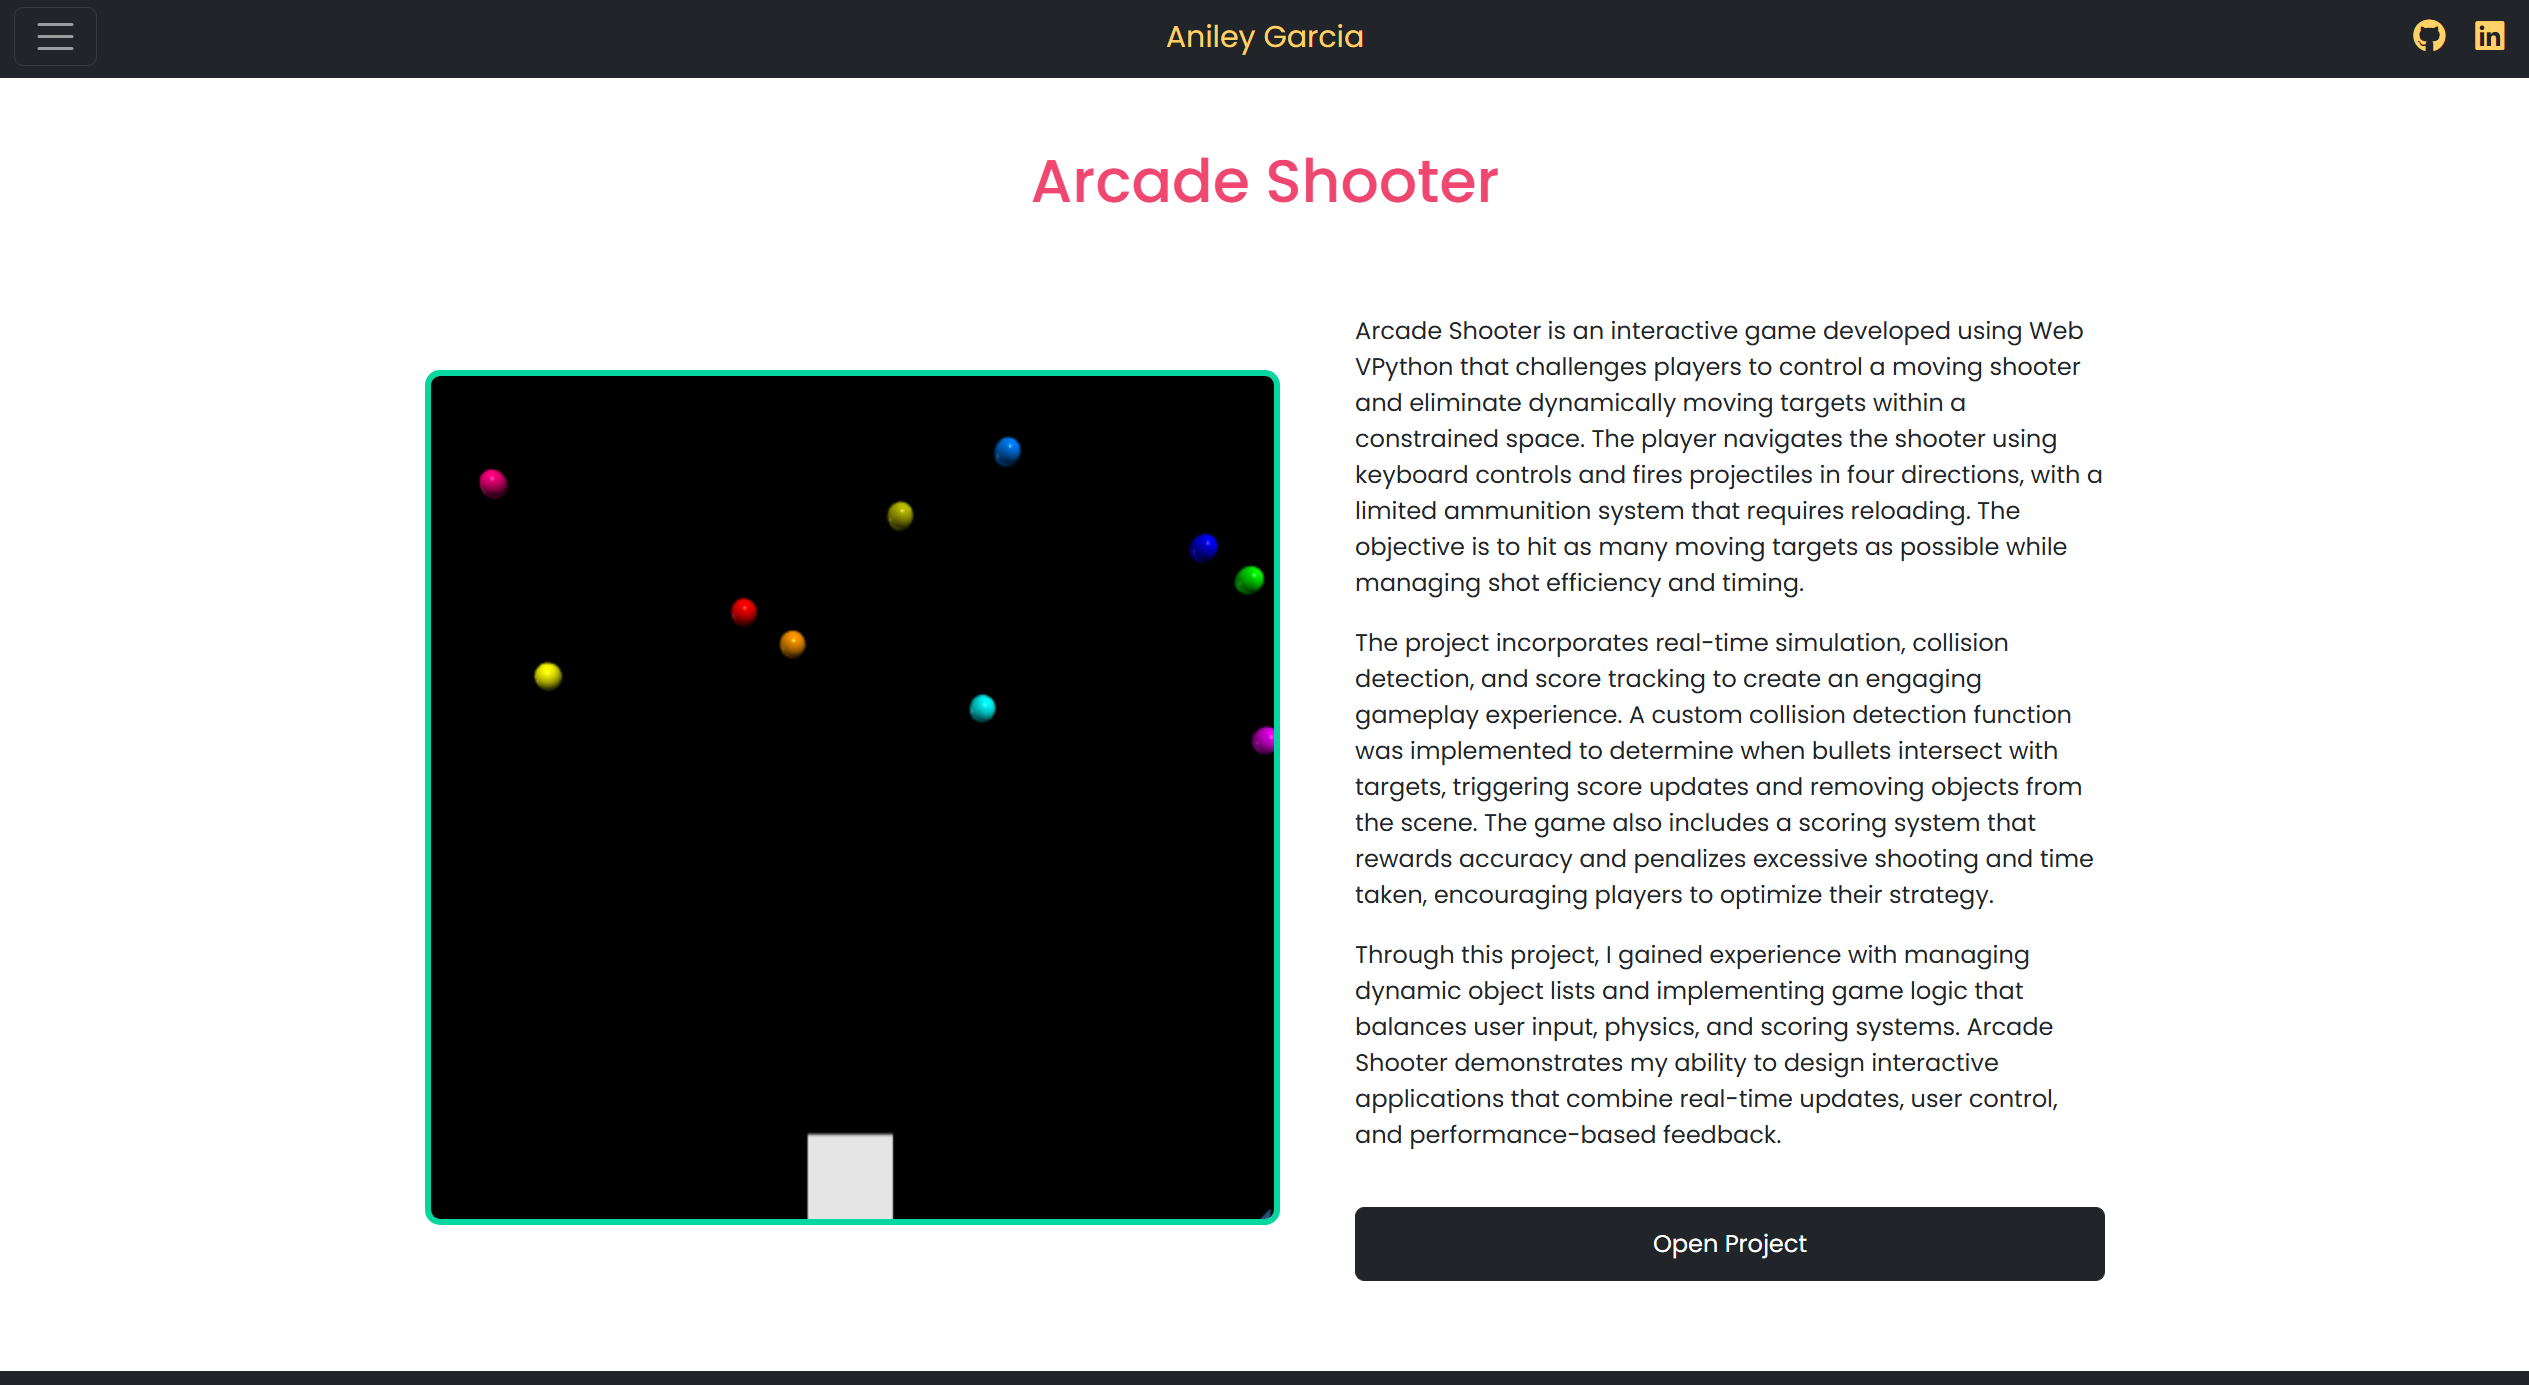 Aniley Garcia
Arcade Shooter
Arcade Shooter is an interactive game developed using Web
VPython that challenges players to control a moving shooter
and eliminate dynamically moving targets within a
constrained space. The player navigates the shooter using
keyboard controls and fires projectiles in four directions, with a
limited ammunition system that requires reloading. The
objective is to hit as many moving targets as possible while
managing shot efficiency and timing.
The project incorporates real-time simulation, collision
detection, and score tracking to create an engaging
gameplay experience. A custom collision detection function
was implemented to determine when bullets intersect with
targets, triggering score updates and removing objects from
the scene. The game also includes a scoring system that
rewards accuracy and penalizes excessive shooting and time
taken, encouraging players to optimize their strategy.
Through this project, I gained experience with managing
dynamic object lists and implementing game logic that
balances user input, physics, and scoring systems. Arcade
Shooter demonstrates my ability to design interactive
applications that combine real-time updates, user control,
and performance-based feedback.
Open Project